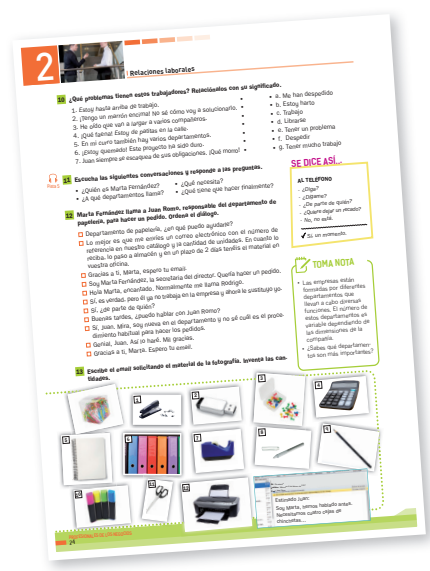 2
Relaciones laborales
10 ¿Qué problemas tienen estos trabajadores? Relaciónalos con su significado.
1. Estoy hasta arriba de trabajo.
2. ¡Tengo un marrón encima! No sé cómo voy a solucionarlo.
3. He oído que van a largar a varios compañeros.
4. ¡Qué faena! Estoy de patitas en la calle.
5. En mi curro también hay varios departamentos.
6. ¡Estoy quemado! Este proyecto ha sido duro.
7. Juan siempre se escaquea de sus obligaciones. ¡Qué morro!
a. Me han despedido
b. Estoy harto
c. Trabajo
d. Librarse
e. Tener un problema
f. Despedir
g. Tener mucho trabajo
11 Escucha las siguientes conversaciones y responde a las preguntas.
• ¿Quién es Marta Fernández?
• ¿A qué departamentos llama?
• ¿Qué necesita?
• ¿Qué tiene que hacer finalmente?
12 Marta Fernández llama a Juan Romo, responsable del departamento de
papelería, para hacer un pedido. Ordena el diálogo.
Departamento de papelería, ¿en qué puedo ayudarle?
Lo mejor es que me envíes un correo electrónico con el número de
referencia en nuestro catálogo y la cantidad de unidades. En cuanto lo
reciba, lo paso al almacén y en un plazo de 2 días tenéis el material en
vuestra oficina.
Gracias a ti, Marta, espero tu email.
Soy Marta Fernández, la secretaria del director. Quería hacer un pedido.
Hola Marta, encantado. Normalmente me llamo Rodrigo.
Sí, es verdad, pero él ya no trabaja en la empresa y ahora le sustituyo yo.
Sí, ¿de parte de quién?
Buenas tardes, ¿puedo hablar con Juan Romo?
Sí, Juan. Mira, soy nueva en el departamento y no sé cuál es el proce-
dimiento habitual para hacer los pedidos.
Genial, Juan. Así lo haré. Mil gracias.
Gracias a ti, Marta. Espero tu email.
SE DICE ASÍ...
AL TELÉFONO
- ¿Diga?
- ¿Dígame?
- ¿De parte de quién?
- ¿Quiere dejar un recado?
- No, no está.
✓ Sí, un momento.
TOMA NOTA
• Las empresas están
formadas por diferentes
departamentos que
llevan a cabo diversas
funciones. El número de
estos departamentos es
variable dependiendo de
las dimensiones de la
compañía.
• ¿Sabes qué departamen-
tos son más importantes?
13 Escribe el email solicitando el material de la fotografía. Inventa las can-
tidades.
1
2
3
4
5
6
7
8
9
10
11
12
Estimado Juan:
Soy Marta, hemos hablado antes.
Necesitamos cuatro cajas de
chinchetas...
24